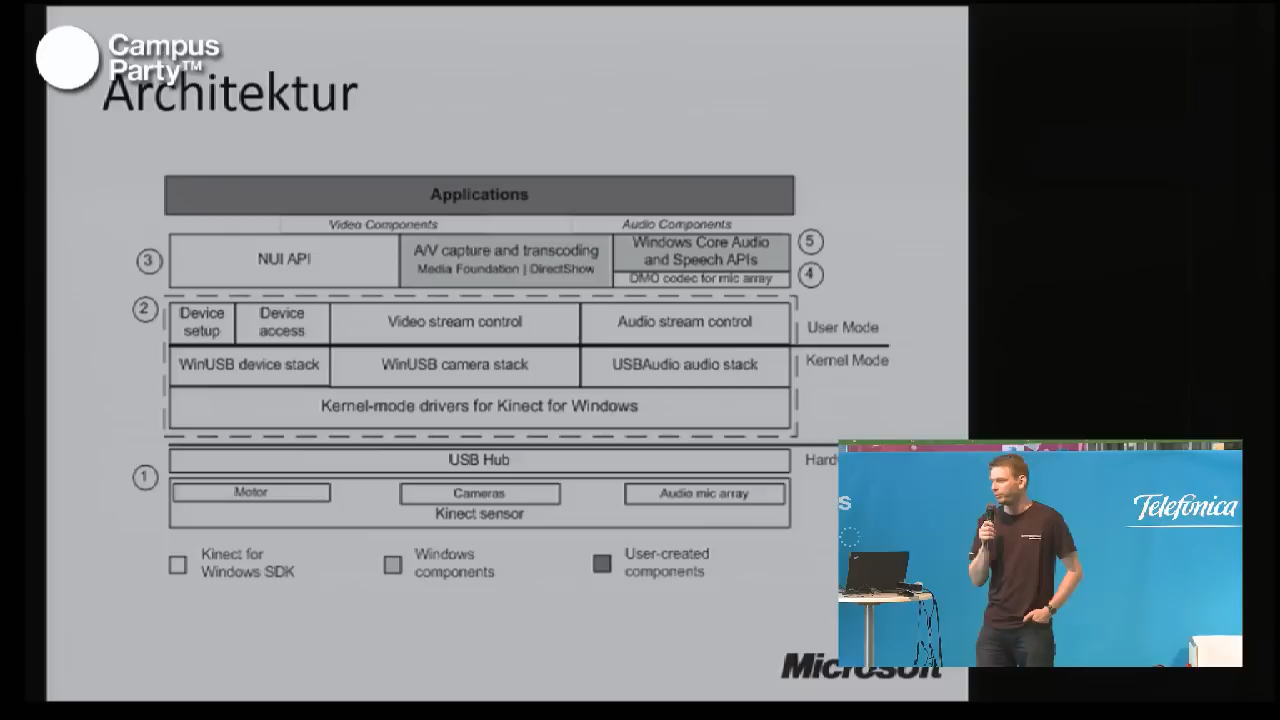 Campus
Party™
Architektur
Applications
Video Components
Audio Components
3
NUI API
A/V capture and transcoding
Media Foundation | DirectShow
Windows Core Audio
and Speech APIs
5
DMO codec for mic array
4
2
Device
setup
Device
access
Video stream control
Audio stream control
User Mode
WinUSB device stack
WinUSB camera stack
USBAudio audio stack
Kernel Mode
Kernel-mode drivers for Kinect for Windows
USB Hub
1
Motor
Cameras
Audio mic array
Kinect sensor
Kinect for
Windows SDK
Windows
components
User-created
components
Telefónica
Microsoft